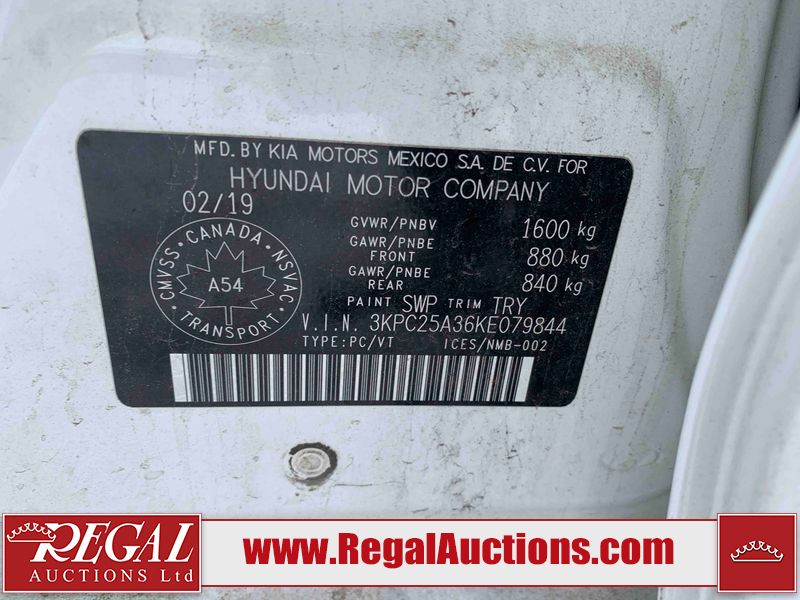 MFD. BY KIA MOTORS MEXICO S.A. DE C.V. FOR
HYUNDAI MOTOR COMPANY
02/19
GVWR/PNBV 1600 kg
GAWR/PNBE FRONT 880 kg
GAWR/PNBE REAR 840 kg
CMVSS • CANADA • NSVAC
A54
TRANSPORT
PAINT SWP TRIM TRY
V.I.N. 3KPC25A36KE079844
TYPE:PC/VT ICES/NMB-002
REGAL
AUCTIONS Ltd
www.RegalAuctions.com